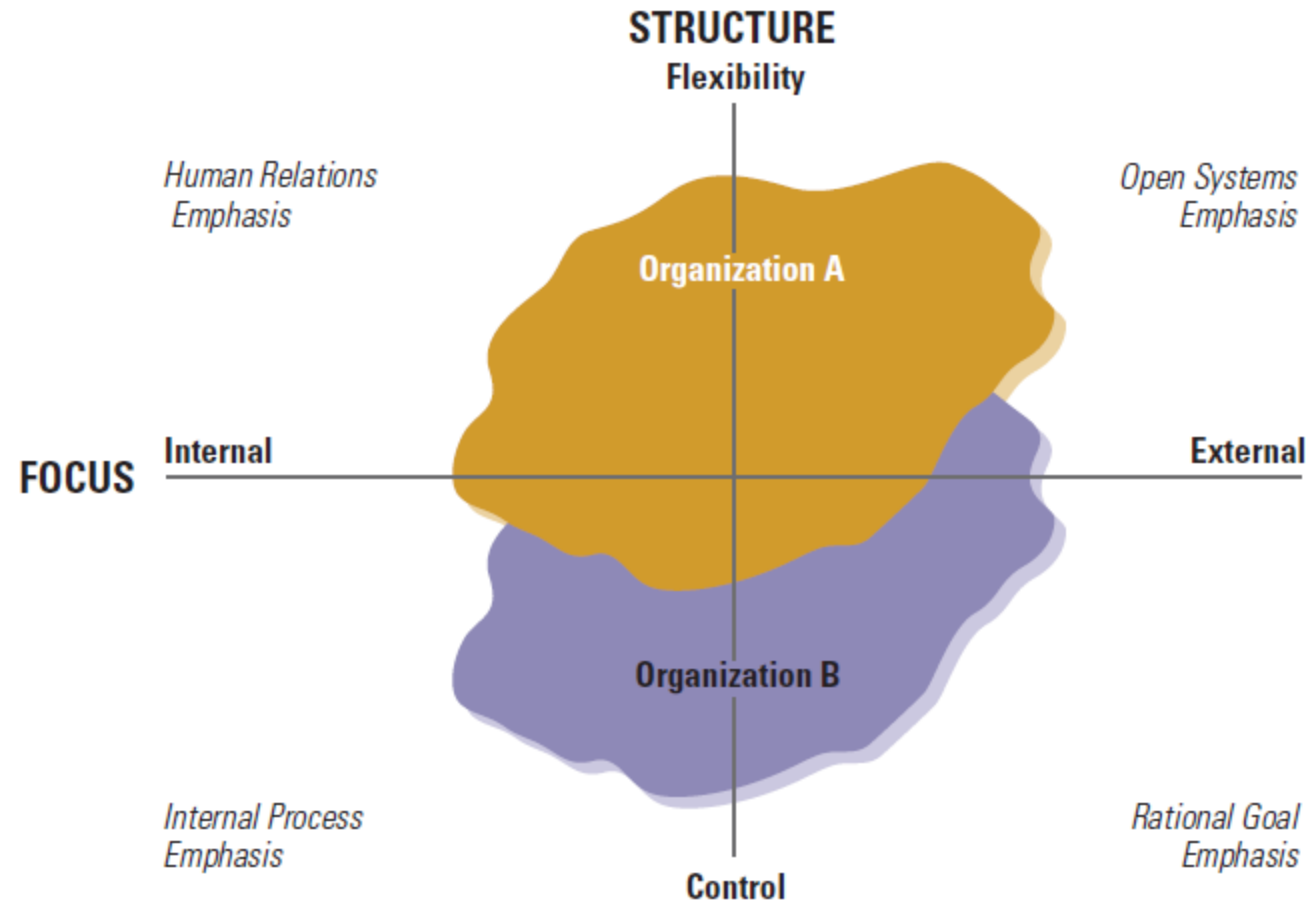 STRUCTURE
Flexibility
Human Relations
Emphasis
Open Systems
Emphasis
Organization A
Internal
External
FOCUS
Organization B
Internal Process
Emphasis
Rational Goal
Emphasis
Control